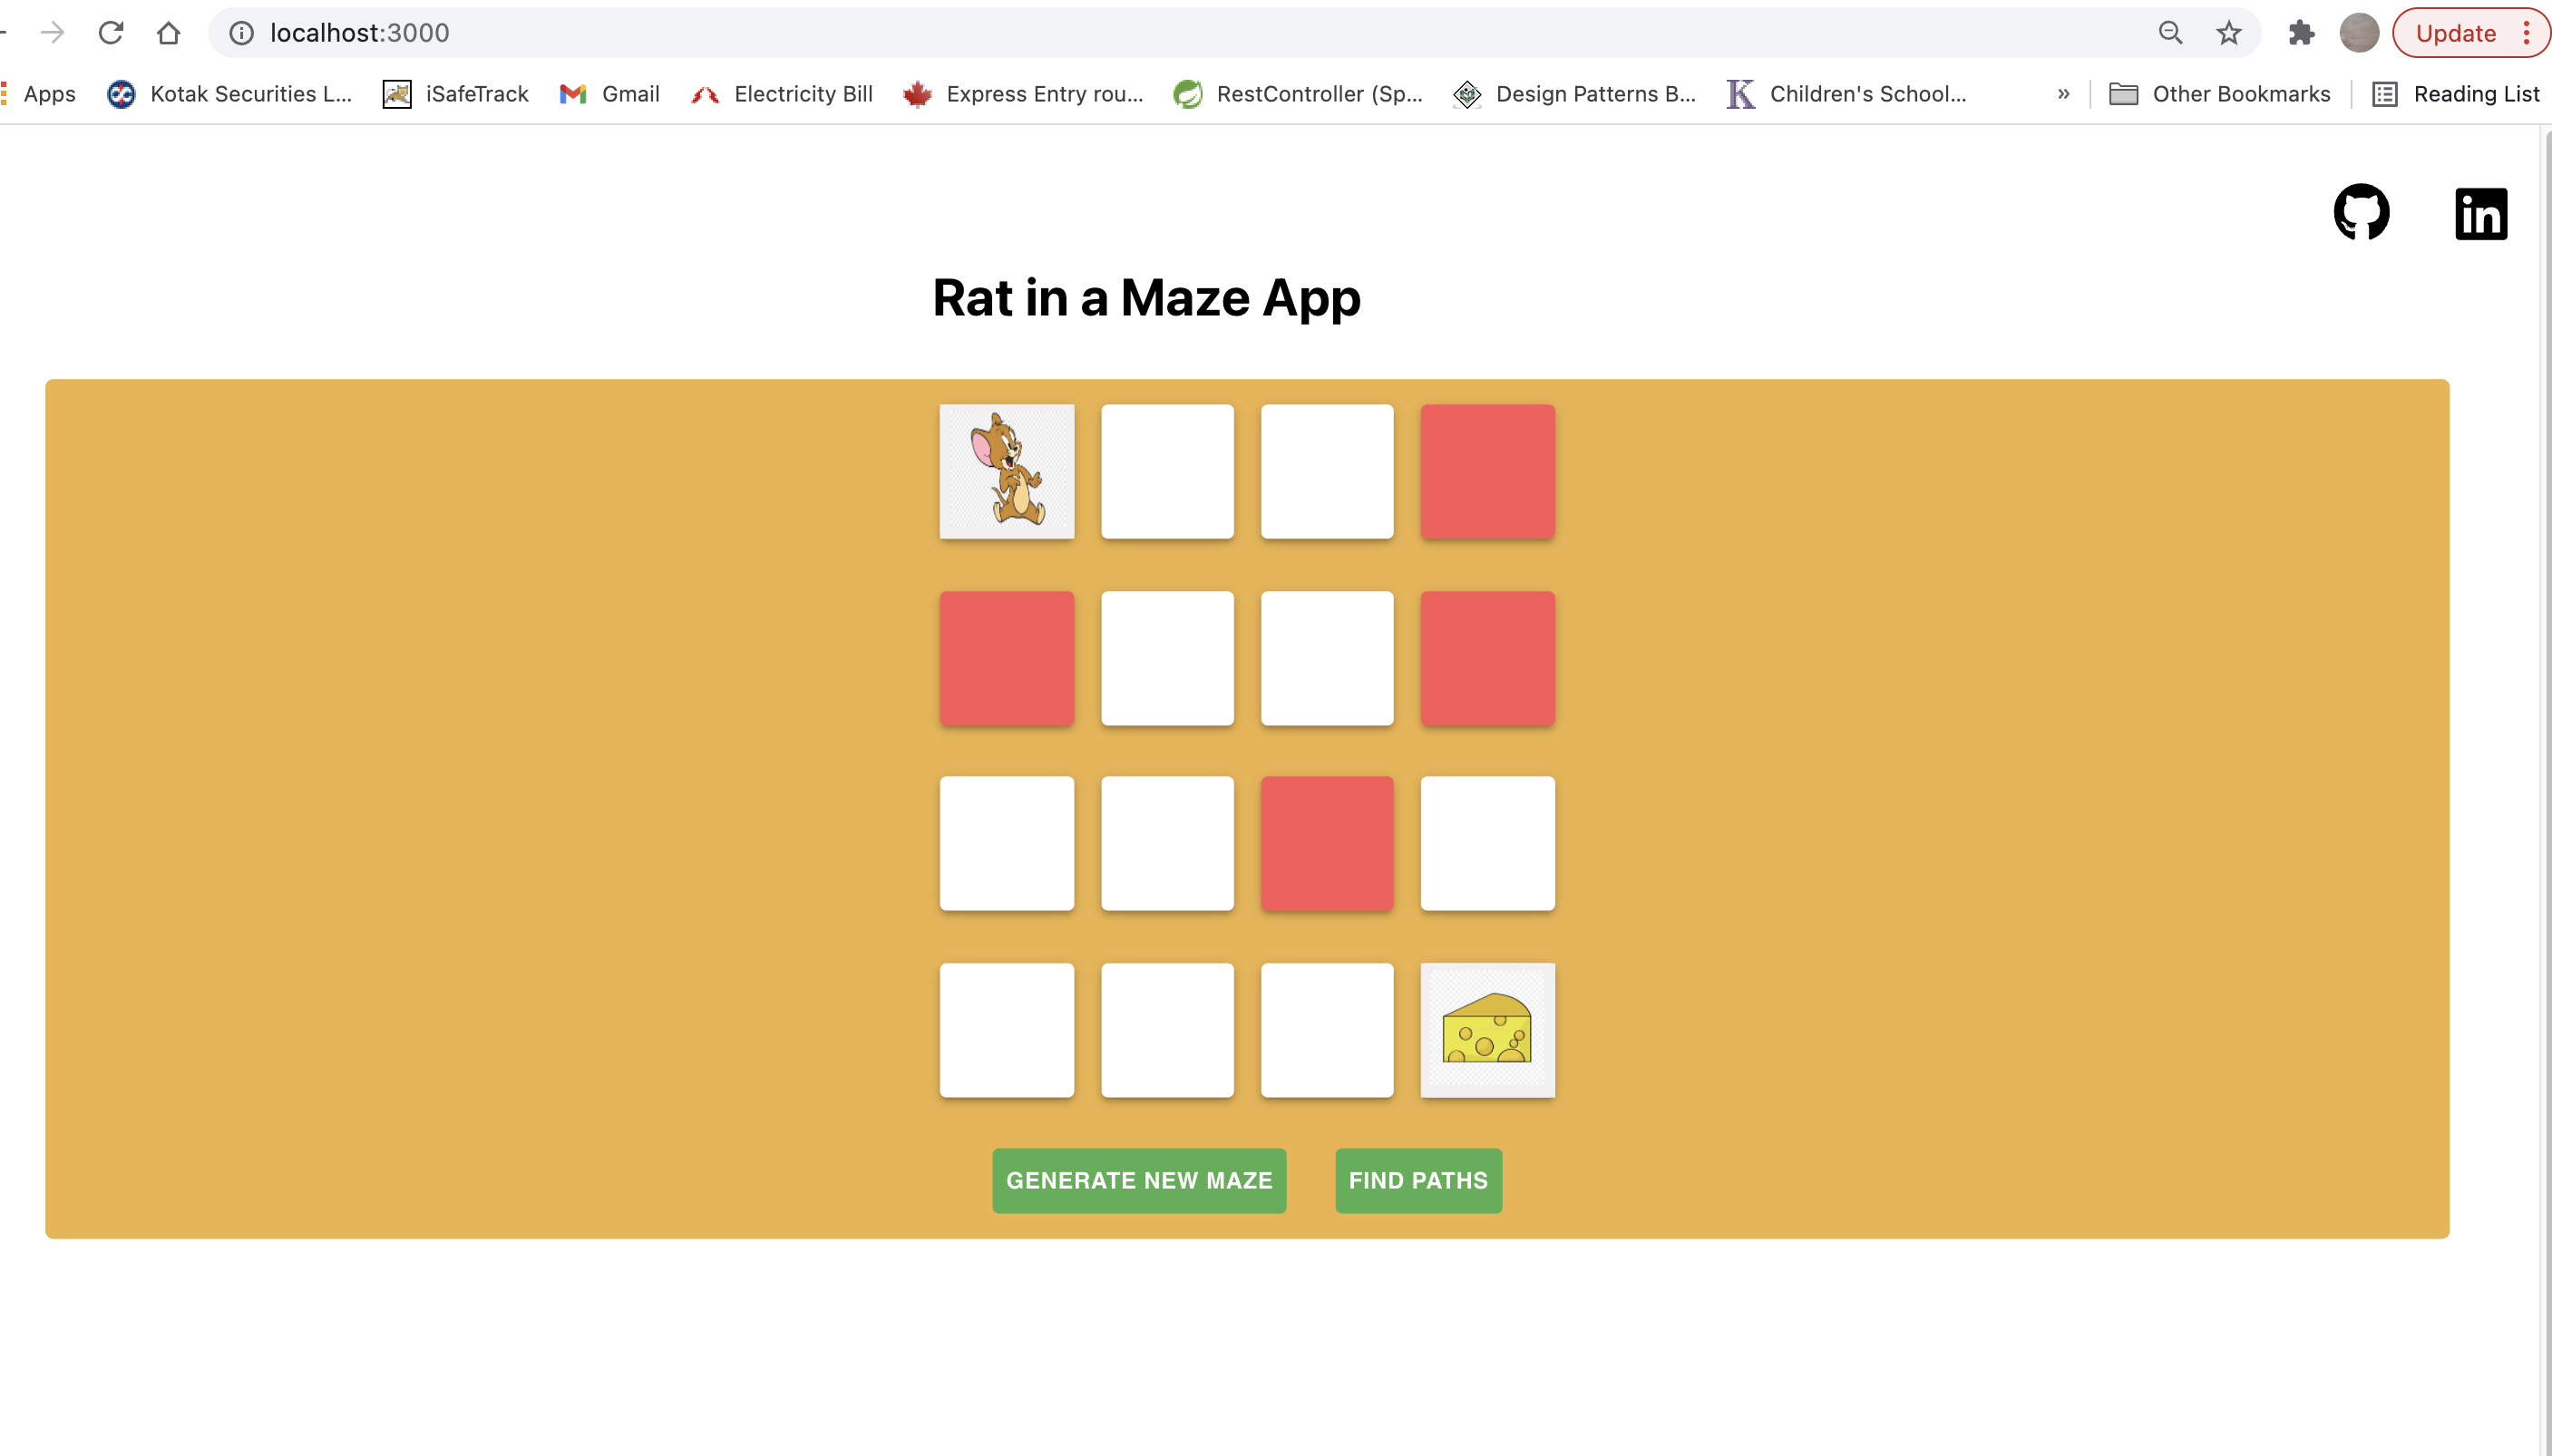 localhost:3000
Update
Apps Kotak Securities L... iSafeTrack Gmail Electricity Bill Express Entry rou... RestController (Sp... Design Patterns B... K Children's School... » Other Bookmarks Reading List
in
Rat in a Maze App
GENERATE NEW MAZE FIND PATHS